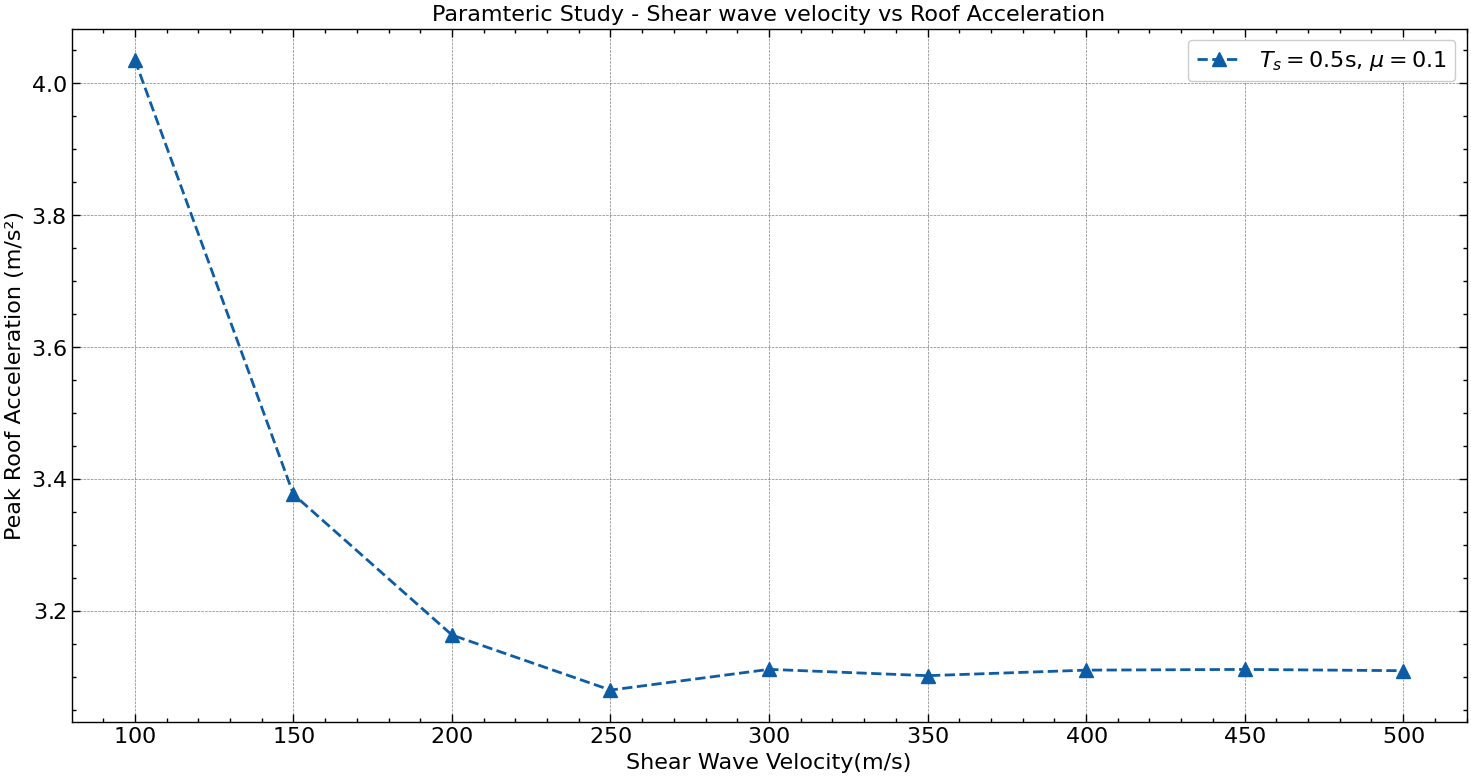 Paramteric Study - Shear wave velocity vs Roof Acceleration
Tₛ = 0.5s, μ = 0.1
Peak Roof Acceleration (m/s²)
4.0
3.8
3.6
3.4
3.2
100 150 200 250 300 350 400 450 500
Shear Wave Velocity(m/s)